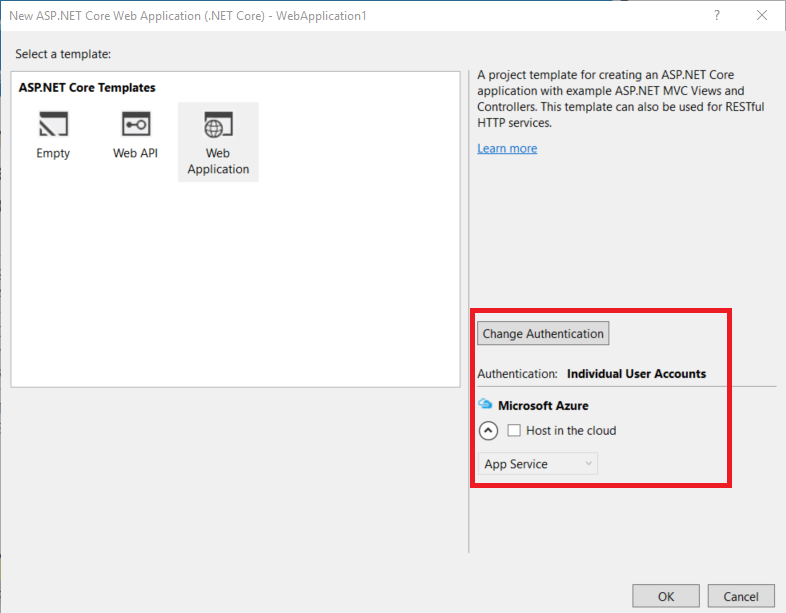 New ASP.NET Core Web Application (.NET Core) - WebApplication1
?
Select a template:
ASP.NET Core Templates
Empty
Web API
Web
Application
A project template for creating an ASP.NET Core
application with example ASP.NET MVC Views and
Controllers. This template can also be used for RESTful
HTTP services.
Learn more
Change Authentication
Authentication: Individual User Accounts
Microsoft Azure
Host in the cloud
App Service
OK
Cancel